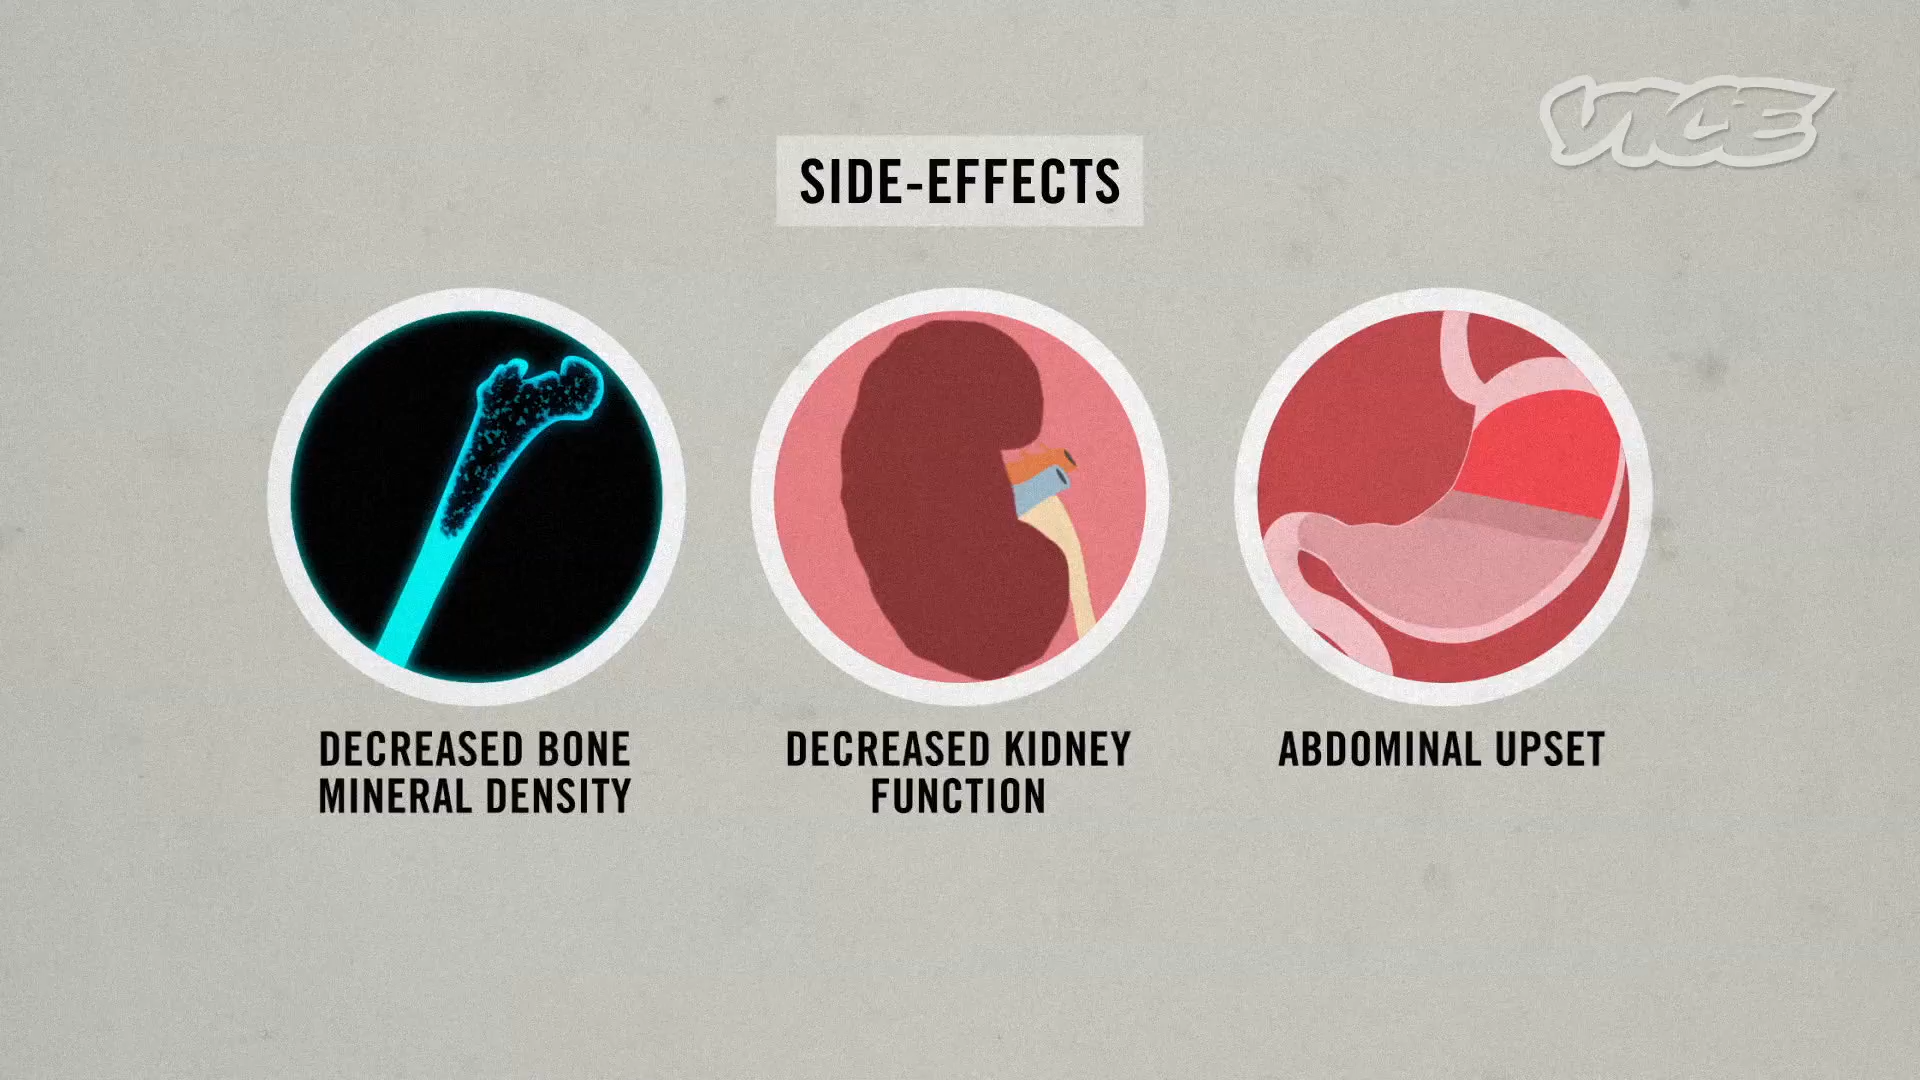 VICE
SIDE-EFFECTS
DECREASED BONE
MINERAL DENSITY
DECREASED KIDNEY
FUNCTION
ABDOMINAL UPSET